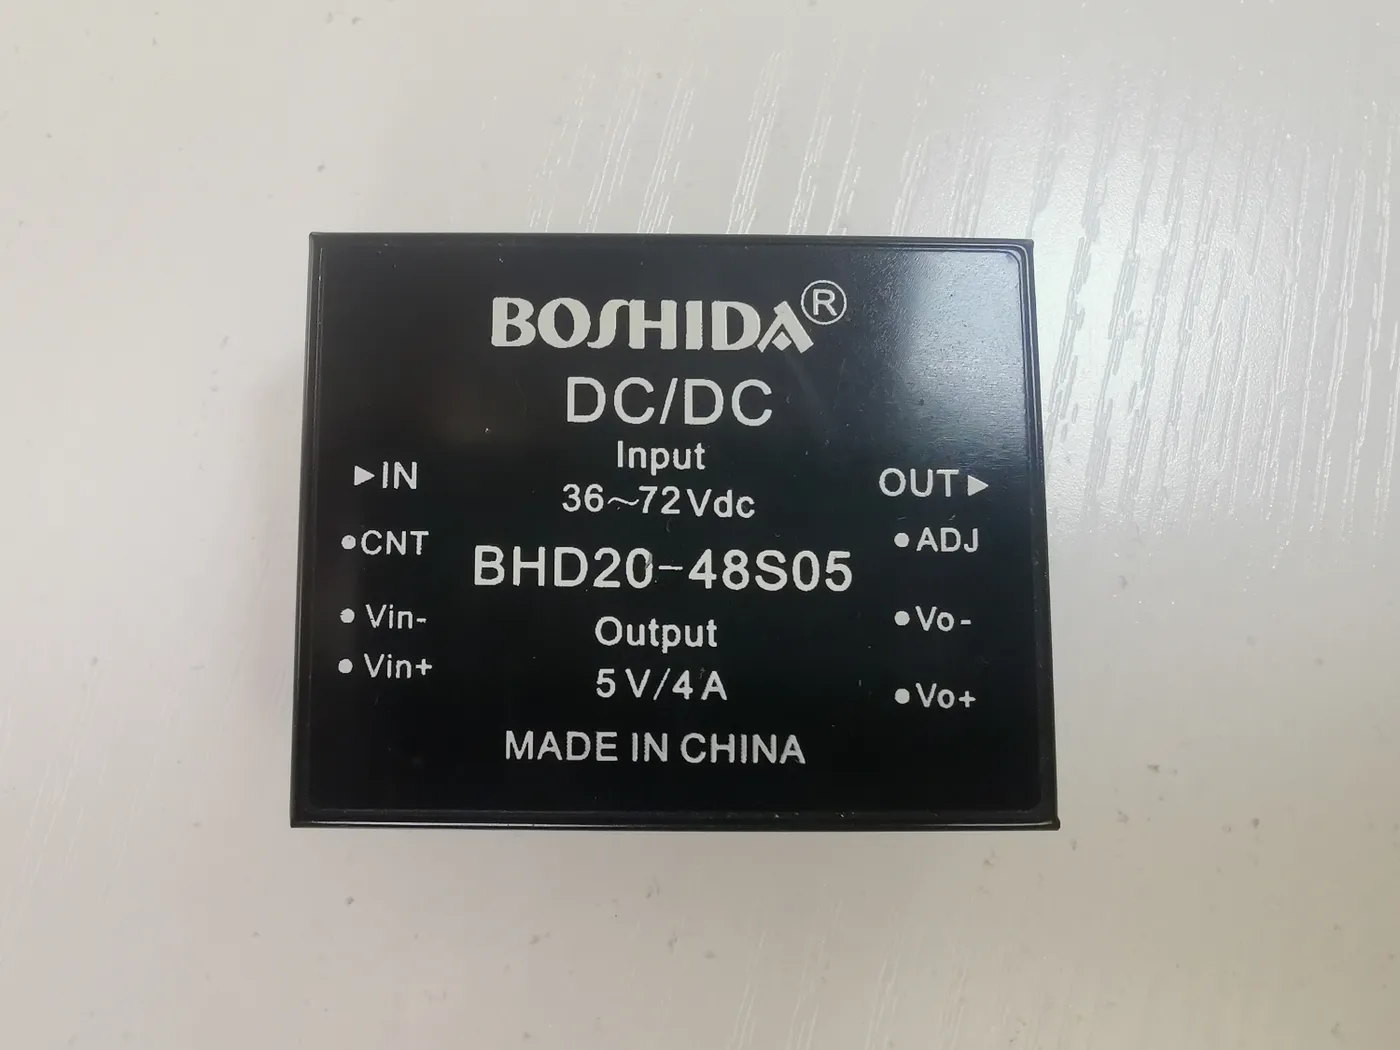 BOSHIDA®
DC/DC
Input
36~72Vdc
BHD20-48S05
Output
5V/4A
MADE IN CHINA
▶IN
•CNT
•Vin-
•Vin+
OUT▶
•ADJ
•Vo-
•Vo+